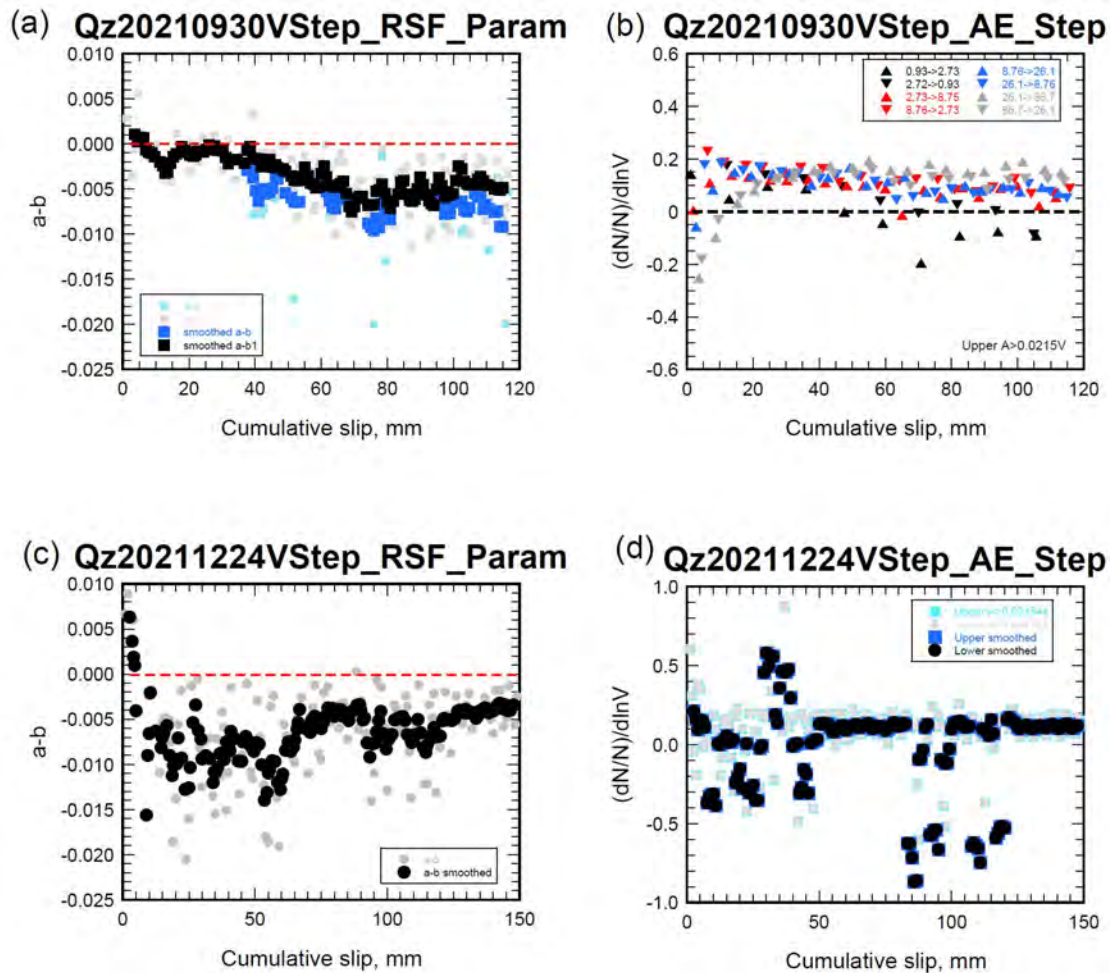 (a) Qz20210930VStep_RSF_Param
0.010
0.005
0.000
-0.005
-0.010
-0.015
-0.020
-0.025
a-b
smoothed a-b
smoothed a-b1
0 20 40 60 80 100 120
Cumulative slip, mm
(b) Qz20210930VStep_AE_Step
0.6
0.4
0.2
0
-0.2
-0.4
-0.6
(dN/N)/dlnV
0.93->2.73 8.76->26.1
2.72->0.93 26.1->8.76
2.73->8.75
8.76->2.73
Upper A>0.0215V
0 20 40 60 80 100 120
Cumulative slip, mm
(c) Qz20211224VStep_RSF_Param
0.010
0.005
0.000
-0.005
-0.010
-0.015
-0.020
-0.025
a-b
a-b smoothed
0 50 100 150
Cumulative slip, mm
(d) Qz20211224VStep_AE_Step
1.0
0.5
0.0
-0.5
-1.0
(dN/N)/dlnV
Upper smoothed
Lower smoothed
0 50 100 150
Cumulative slip, mm